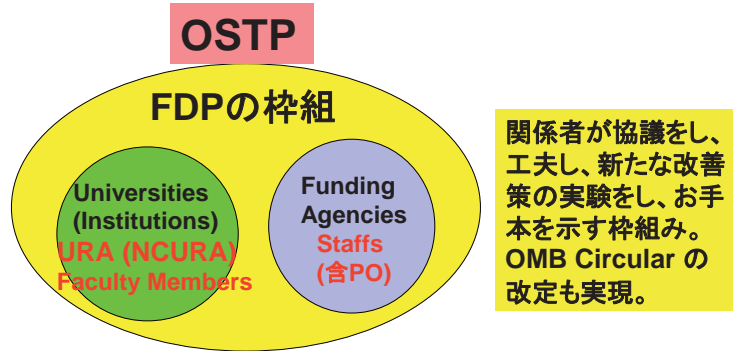 OSTP
FDPの枠組
Universities
(Institutions)
URA (NCURA)
Faculty Members
Funding
Agencies
Staffs
(含PO)
関係者が協議をし、
工夫し、新たな改善
策の実験をし、お手
本を示す枠組み。
OMB Circular の
改定も実現。